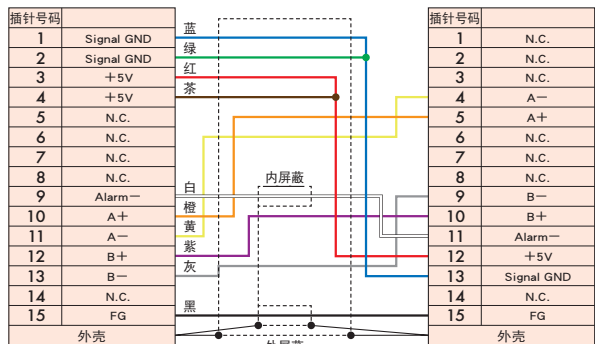 插针号码 插针号码
1 Signal GND 蓝 1 N.C.
2 Signal GND 绿 2 N.C.
3 +5V 红 3 N.C.
4 +5V 茶 4 A−
5 N.C. 5 A+
6 N.C. 6 N.C.
7 N.C. 7 N.C.
8 N.C. 内屏蔽 8 N.C.
9 Alarm− 白 9 B−
10 A+ 橙 10 B+
11 A− 黄 11 Alarm−
12 B+ 紫 12 +5V
13 B− 灰 13 Signal GND
14 N.C. 14 N.C.
15 FG 黑 15 FG
外壳 外壳
外屏蔽